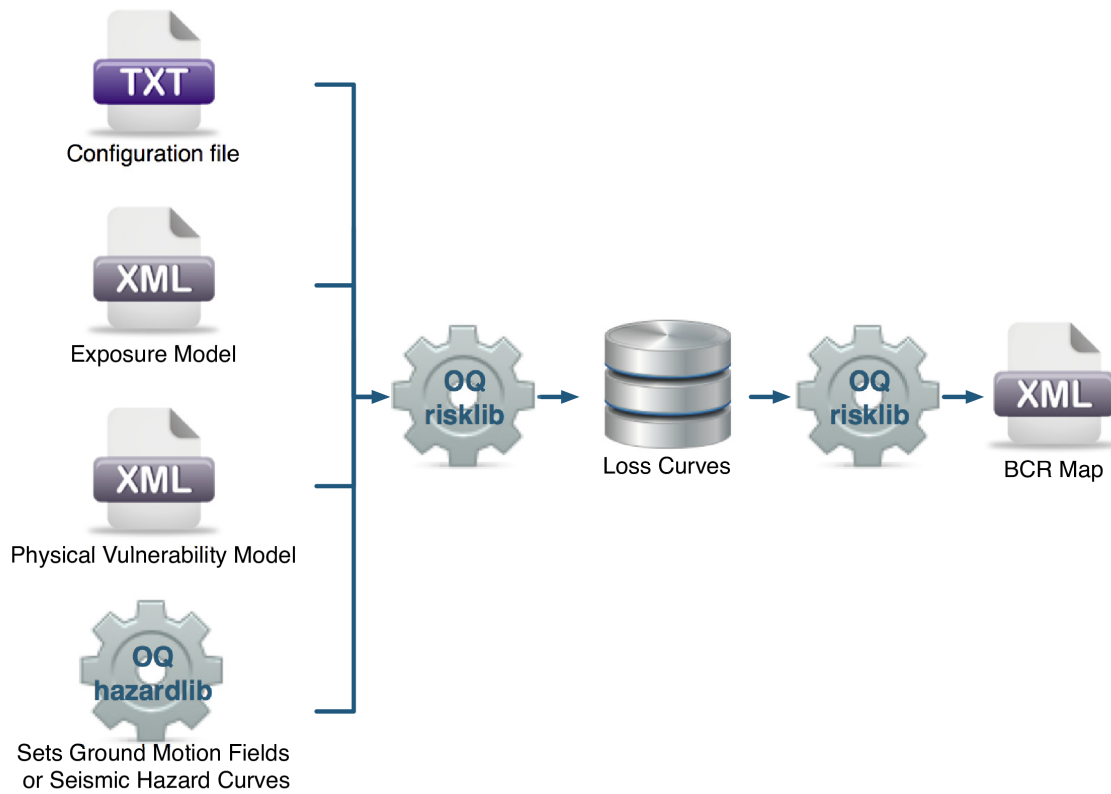 TXT
Configuration file
XML
Exposure Model
XML
Physical Vulnerability Model
OQ
hazardlib
Sets Ground Motion Fields
or Seismic Hazard Curves
OQ
risklib
Loss Curves
OQ
risklib
XML
BCR Map